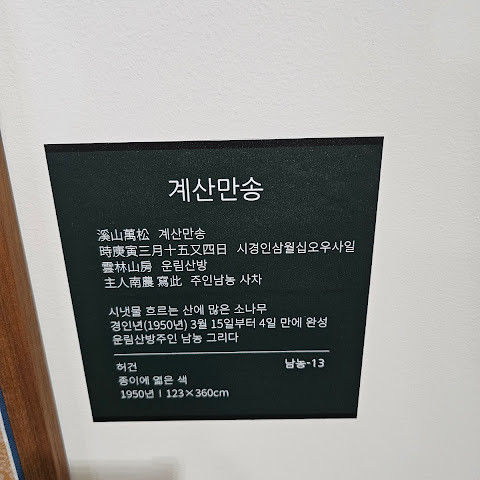 계산만송
溪山萬松 계산만송
時庚寅三月十五又四日 시경인삼월십오우사일
雲林山房 운림산방
主人南農 寫此 주인남농 사차
시냇물 흐르는 산에 많은 소나무
경인년(1950년) 3월 15일부터 4일 만에 완성
운림산방주인 남농 그리다
허건 남농-13
종이에 엷은 색
1950년 l 123×360cm